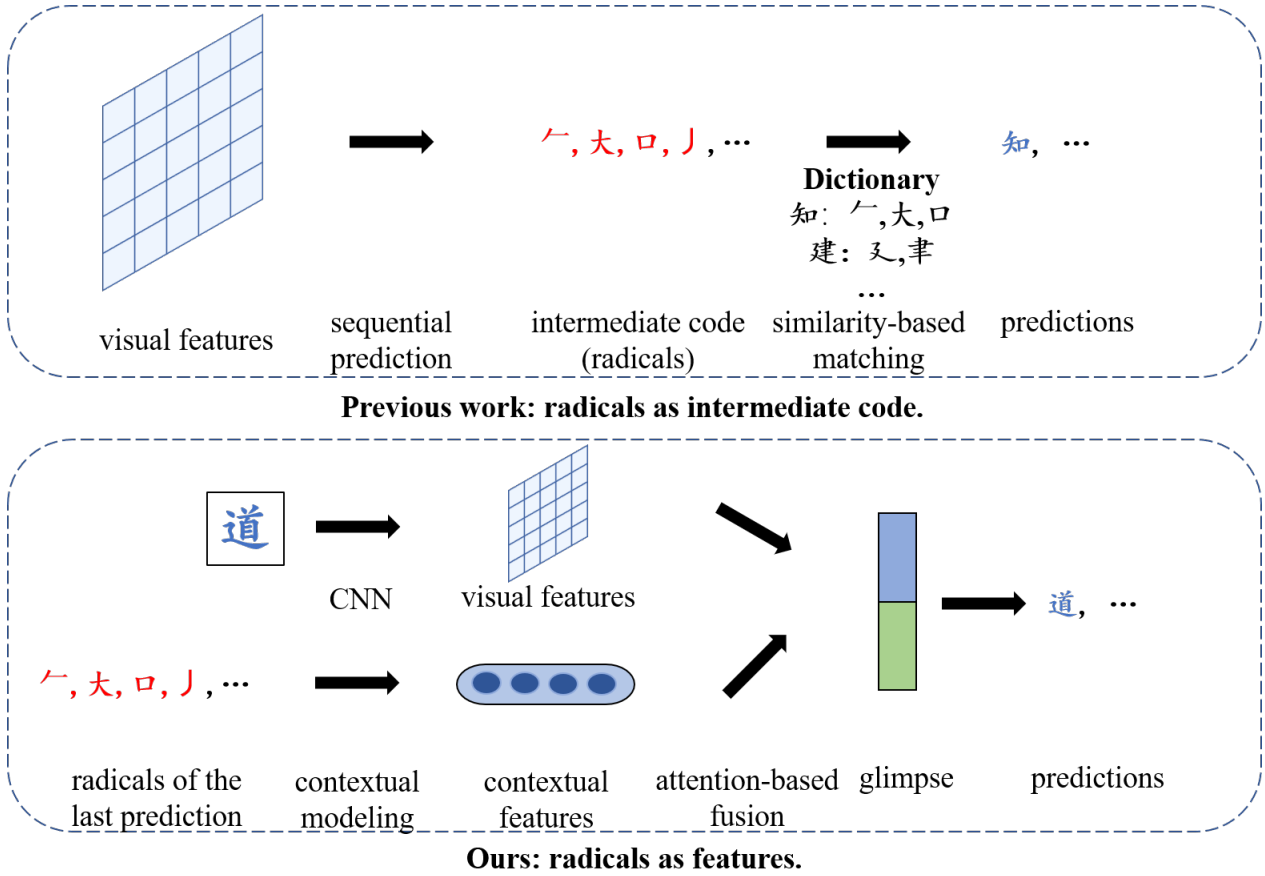 𠂉, 大, 口, 丿, ...
知, ...
Dictionary
知: 𠂉,大,口
建: 廴,聿
...
visual features
sequential prediction
intermediate code (radicals)
similarity-based matching
predictions
Previous work: radicals as intermediate code.
道
CNN
visual features
道, ...
𠂉, 大, 口, 丿, ...
radicals of the last prediction
contextual modeling
contextual features
attention-based fusion
glimpse
predictions
Ours: radicals as features.